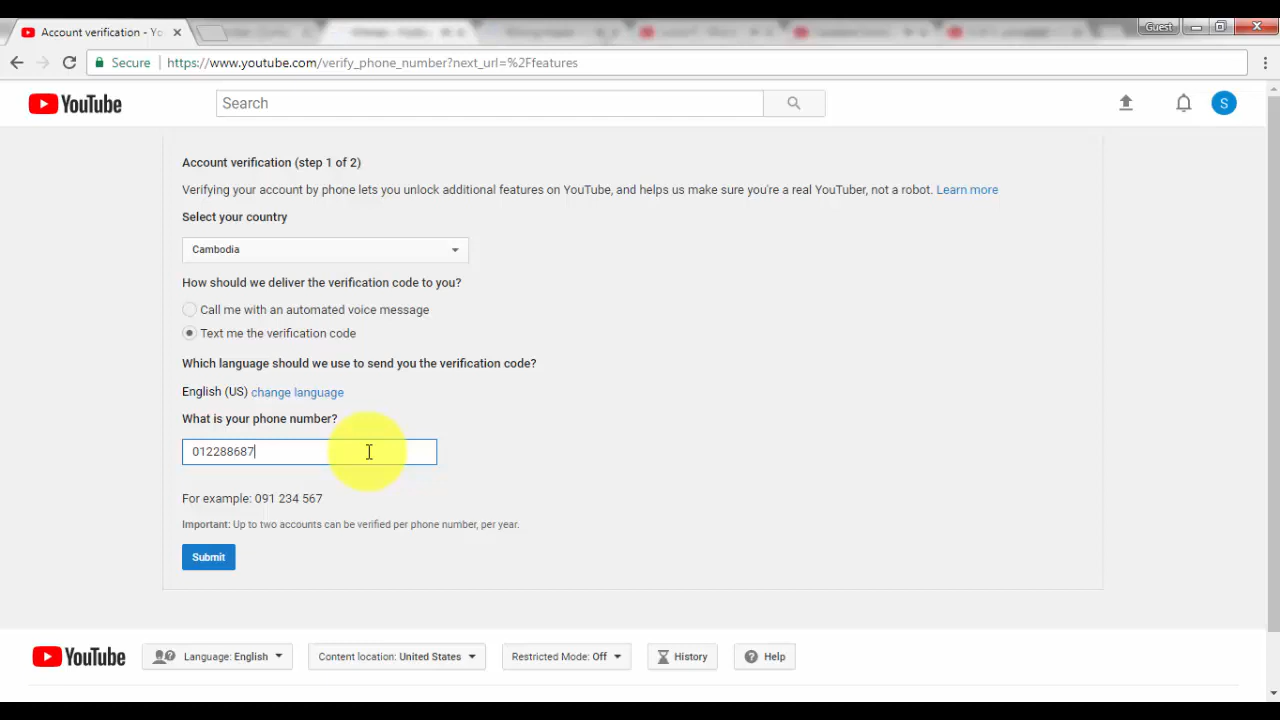 Account verification - Yo
Guest
Secure https://www.youtube.com/verify_phone_number?next_url=%2Ffeatures
YouTube
Search
S
Account verification (step 1 of 2)
Verifying your account by phone lets you unlock additional features on YouTube, and helps us make sure you're a real YouTuber, not a robot. Learn more
Select your country
Cambodia
How should we deliver the verification code to you?
Call me with an automated voice message
Text me the verification code
Which language should we use to send you the verification code?
English (US) change language
What is your phone number?
012288687
For example: 091 234 567
Important: Up to two accounts can be verified per phone number, per year.
Submit
YouTube Language: English Content location: United States Restricted Mode: Off History Help